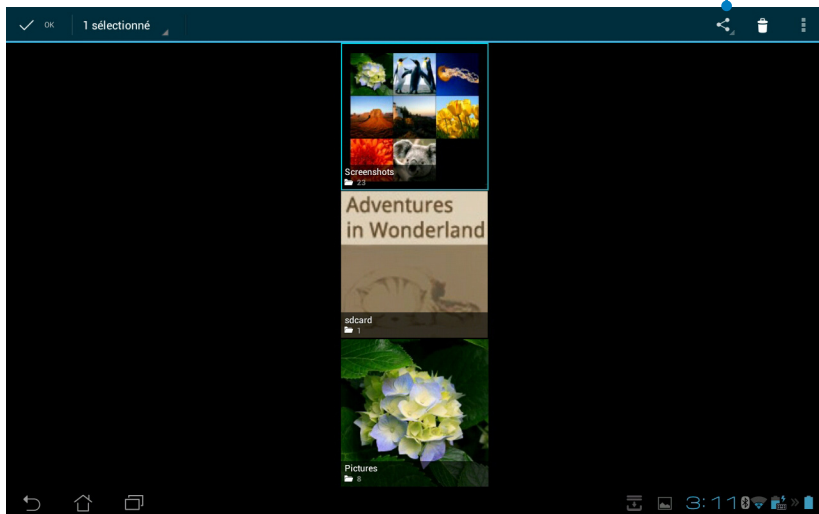 OK
1 sélectionné
Screenshots
23
Adventures
in Wonderland
sdcard
1
Pictures
8
3:11